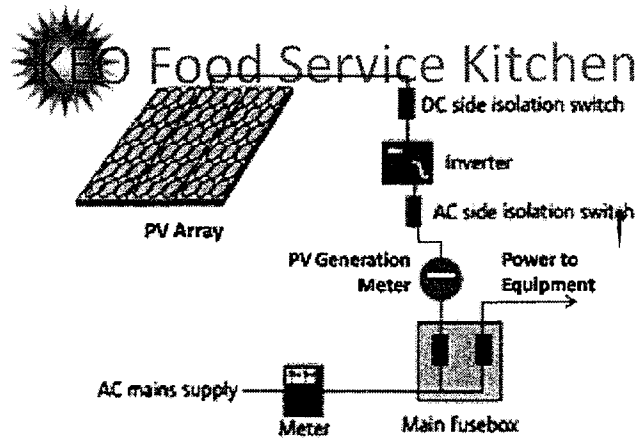 KEO Food Service Kitchen
DC side isolation switch
Inverter
AC side isolation switch
PV Array
PV Generation
Meter
Power to
Equipment
AC mains supply
Meter
Main fusebox